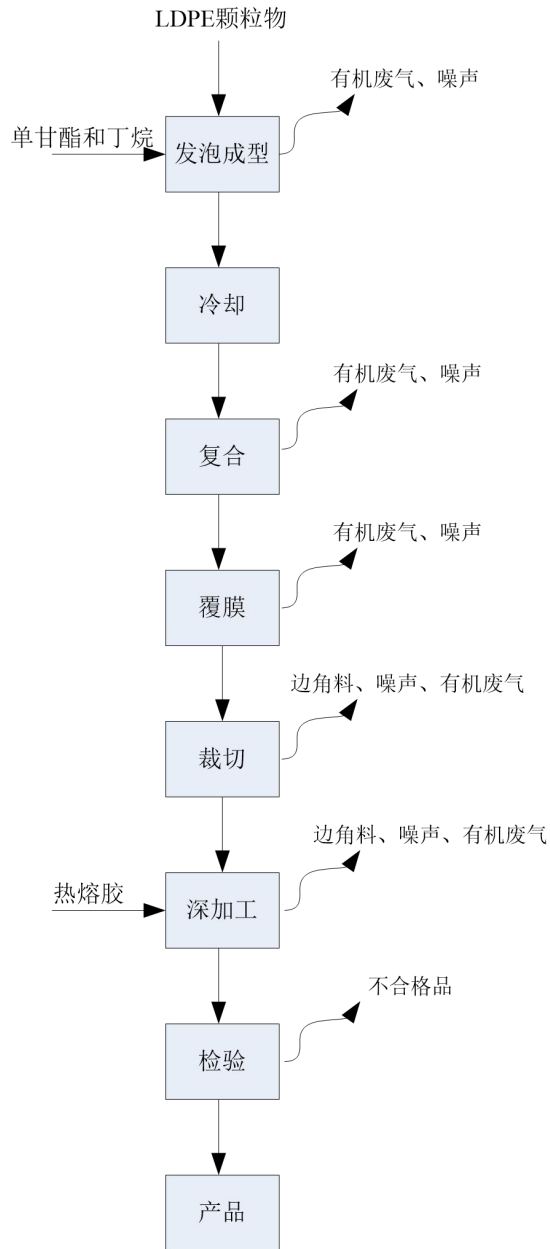 LDPE颗粒物
有机废气、噪声
单甘酯和丁烷
发泡成型
冷却
有机废气、噪声
复合
有机废气、噪声
覆膜
边角料、噪声、有机废气
裁切
边角料、噪声、有机废气
热熔胶
深加工
不合格品
检验
产品